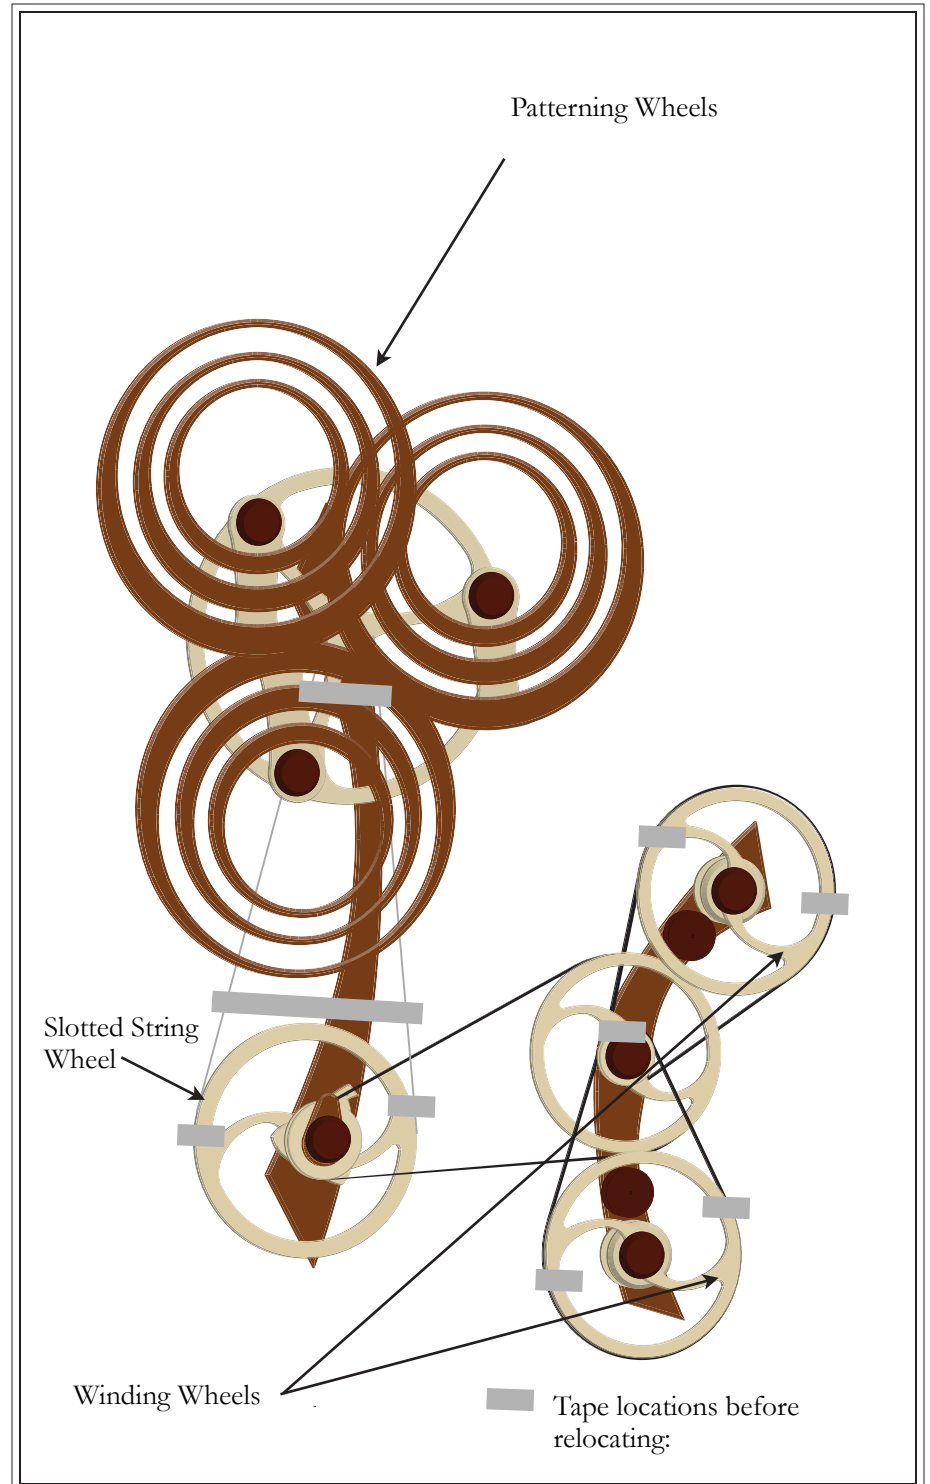 Patterning Wheels
Slotted String
Wheel
Winding Wheels
Tape locations before
relocating: